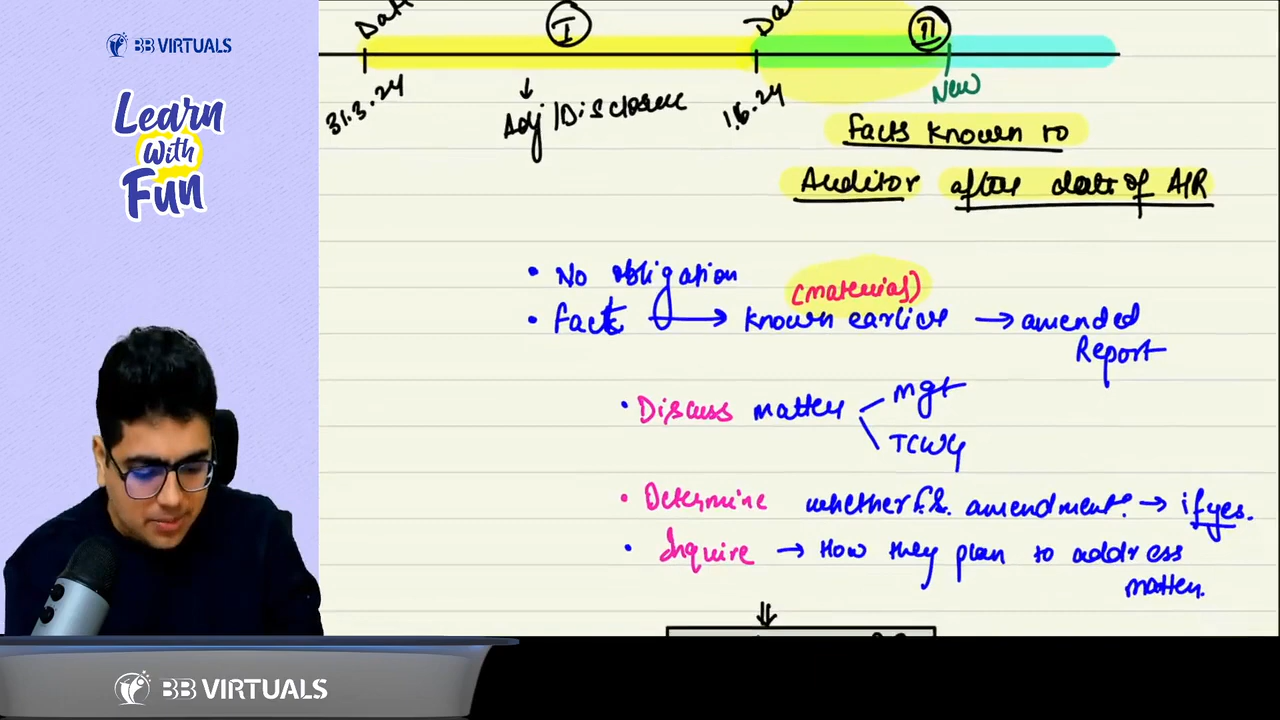 BB VIRTUALS
Learn
With
Fun
I
II
31.3.24
Adj/Disclosure
1.6.24
New
Facts known to
Auditor after date of A/R
• No obligation
(material)
• Fact → known earlier → amended
Report
• Discuss matter
mgt
TCWG
• Determine whether F.S. amendment? → if yes.
• Inquire → How they plan to address
matter.
BB VIRTUALS